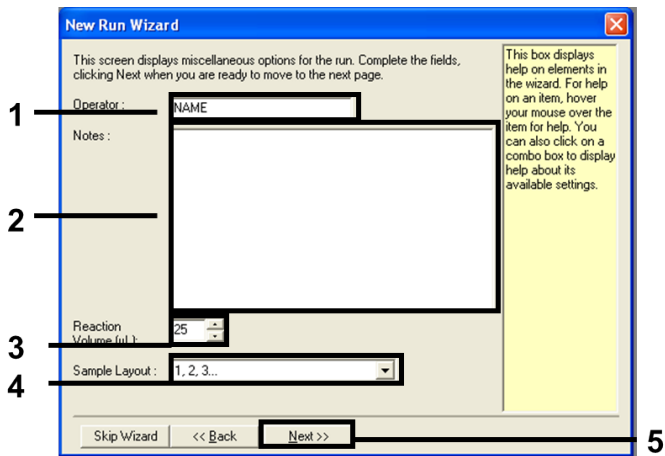 New Run Wizard
This screen displays miscellaneous options for the run. Complete the fields,
clicking Next when you are ready to move to the next page.
This box displays
help on elements in
the wizard. For help
on an item, hover
your mouse over the
item for help. You
can also click on a
combo box to display
help about its
available settings.
1
Operator :
NAME
Notes :
2
Reaction
Volume (µL):
25
3
Sample Layout :
1, 2, 3...
4
Skip Wizard
<< Back
Next >>
5